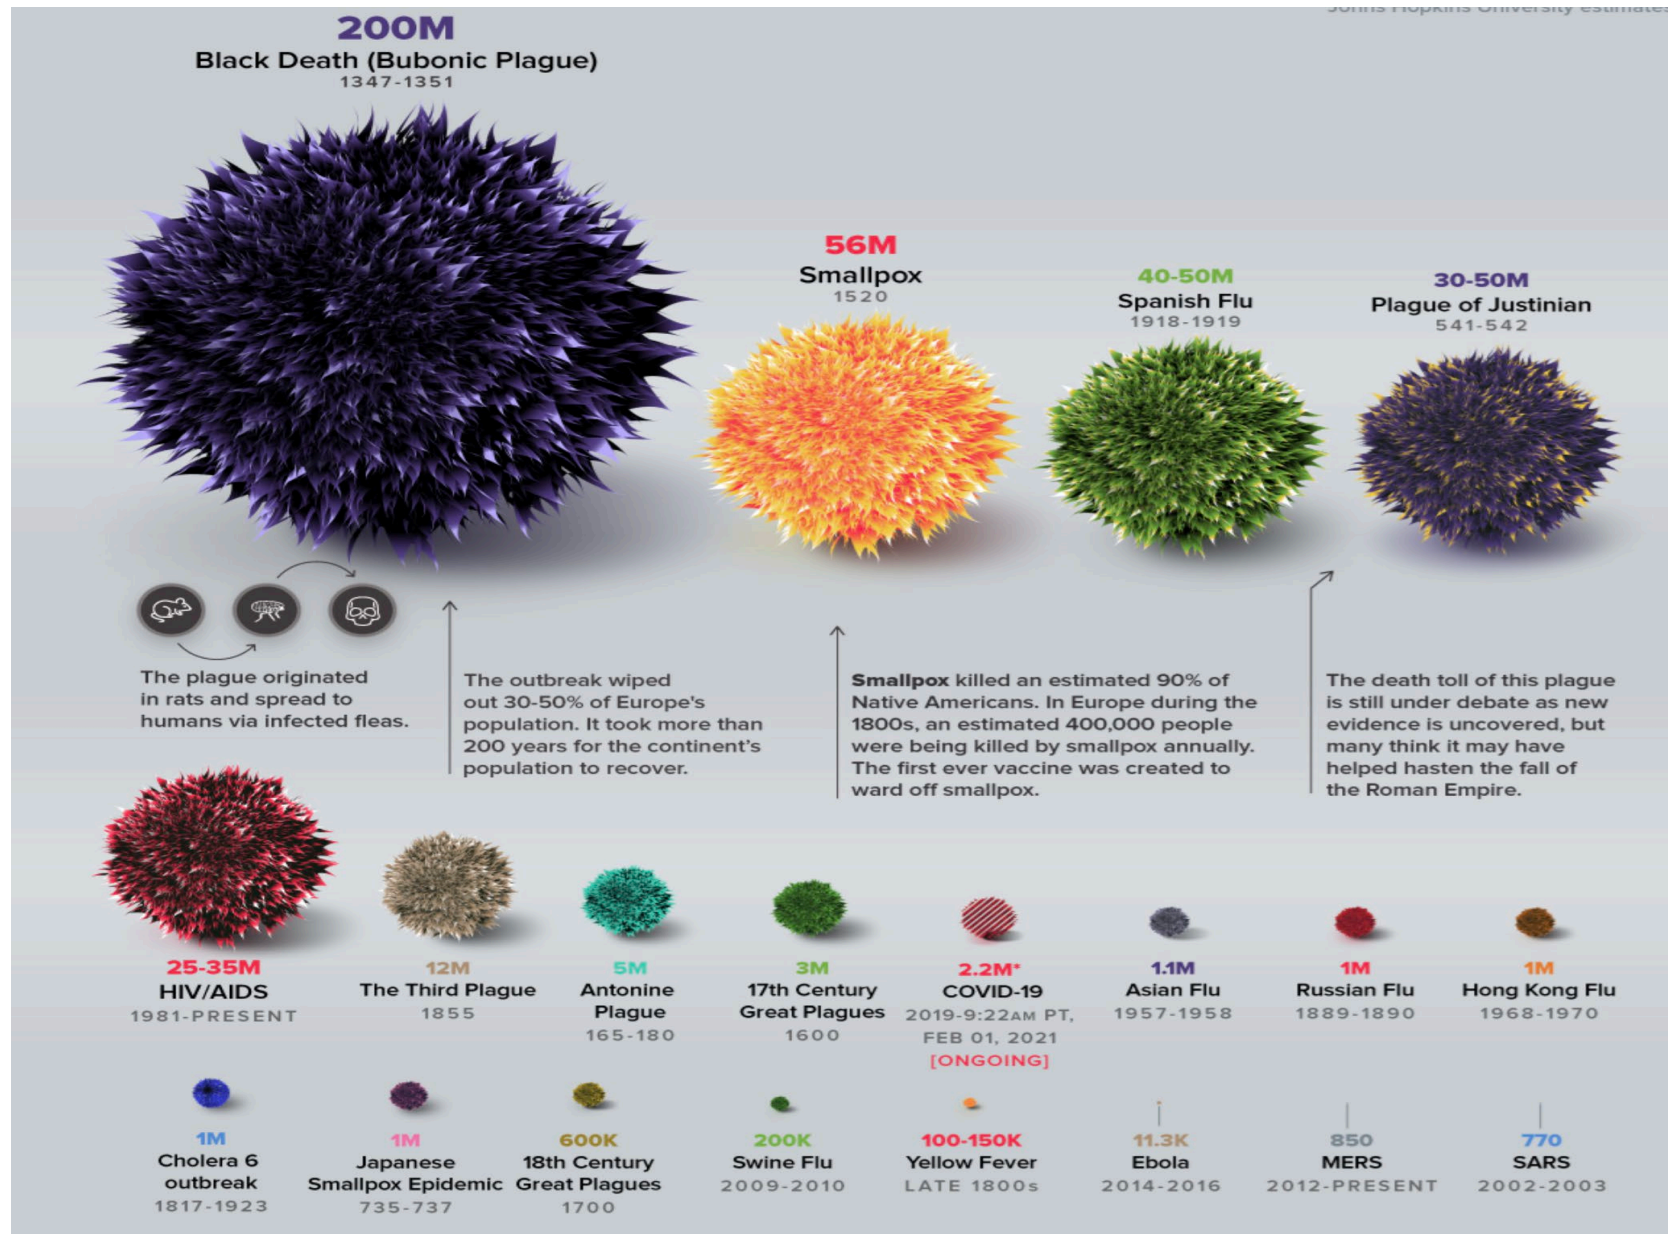 Johns Hopkins University estimates
200M
Black Death (Bubonic Plague)
1347-1351
56M
Smallpox
1520
40-50M
Spanish Flu
1918-1919
30-50M
Plague of Justinian
541-542
The plague originated
in rats and spread to
humans via infected fleas.
The outbreak wiped
out 30-50% of Europe's
population. It took more than
200 years for the continent's
population to recover.
Smallpox killed an estimated 90% of
Native Americans. In Europe during the
1800s, an estimated 400,000 people
were being killed by smallpox annually.
The first ever vaccine was created to
ward off smallpox.
The death toll of this plague
is still under debate as new
evidence is uncovered, but
many think it may have
helped hasten the fall of
the Roman Empire.
25-35M
HIV/AIDS
1981-PRESENT
12M
The Third Plague
1855
5M
Antonine
Plague
165-180
3M
17th Century
Great Plagues
1600
2.2M*
COVID-19
2019-9:22AM PT,
FEB 01, 2021
[ONGOING]
1.1M
Asian Flu
1957-1958
1M
Russian Flu
1889-1890
1M
Hong Kong Flu
1968-1970
1M
Cholera 6
outbreak
1817-1923
1M
Japanese
Smallpox Epidemic
735-737
600K
18th Century
Great Plagues
1700
200K
Swine Flu
2009-2010
100-150K
Yellow Fever
LATE 1800s
11.3K
Ebola
2014-2016
850
MERS
2012-PRESENT
770
SARS
2002-2003